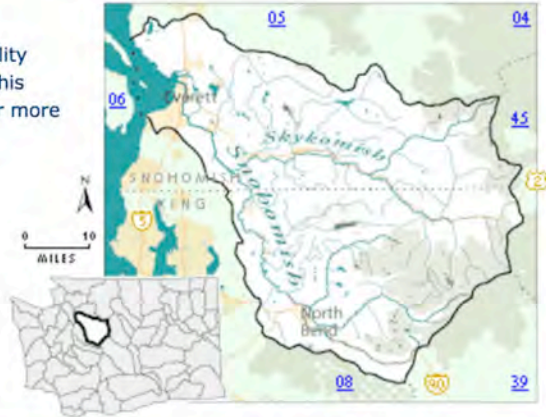 05
04
lity
his
r more
06
Everett
45
Skykomish
Snohomish
2
SNOHOMISH
KING
N
5
0 10
MILES
North
Bend
08
90
39